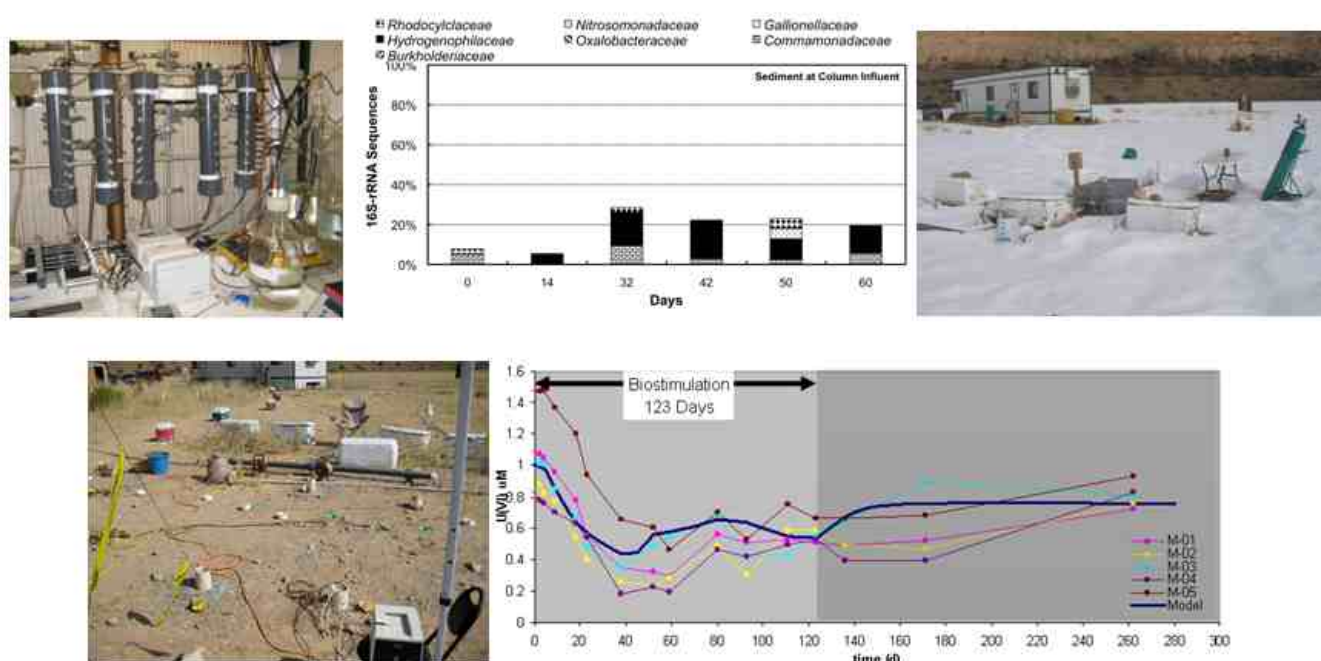 Rhodocylclaceae Nitrosomonadaceae Gallionellaceae
Hydrogenophilaceae Oxalobacteraceae Commamonadaceae
Burkholderiaceae
100%
Sediment at Column Influent
80%
60%
40%
20%
0%
16S-rRNA Sequences
0 14 32 42 50 60
Days
1.6
1.4
1.2
1
0.8
0.6
0.4
0.2
0
U(VI) uM
Biostimulation
123 Days
M-01
M-02
M-03
M-04
M-05
Model
0 20 40 60 80 100 120 140 160 180 200 220 240 260 280 300
time (d)